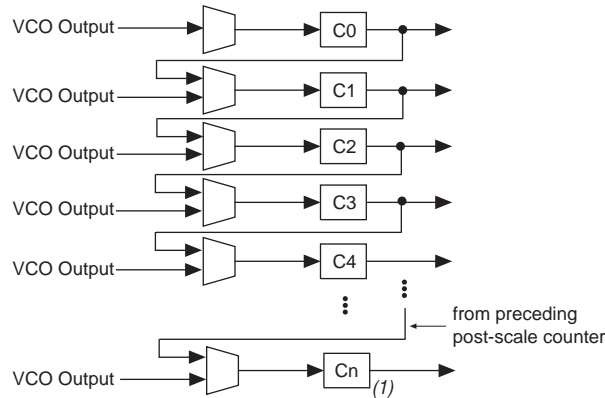 VCO Output
C0
VCO Output
C1
VCO Output
C2
VCO Output
C3
VCO Output
C4
from preceding
post-scale counter
VCO Output
Cn
(1)